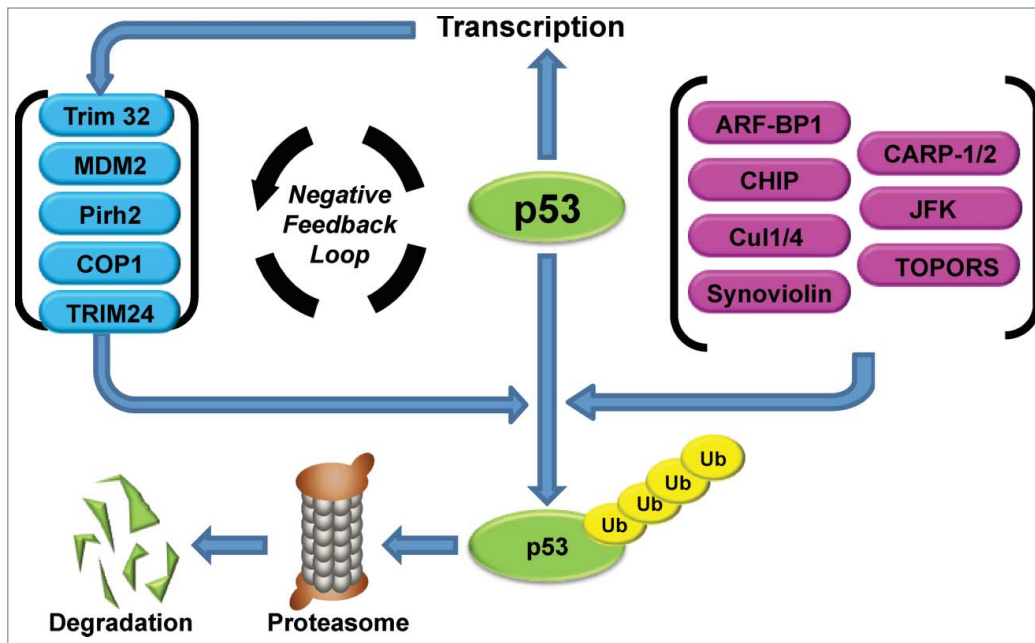 Transcription
Trim 32
MDM2
Pirh2
COP1
TRIM24
Negative
Feedback
Loop
p53
ARF-BP1
CHIP
Cul1/4
Synoviolin
CARP-1/2
JFK
TOPORS
p53
Ub
Ub
Ub
Ub
Proteasome
Degradation